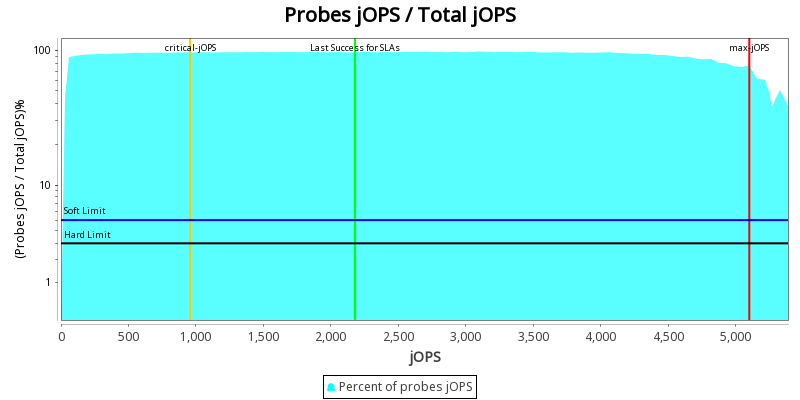 Probes jOPS / Total jOPS
critical-jOPS
Last Success for SLAs
max-jOPS
(Probes jOPS / Total jOPS)%
100
10
1
Soft Limit
Hard Limit
0 500 1,000 1,500 2,000 2,500 3,000 3,500 4,000 4,500 5,000
jOPS
Percent of probes jOPS